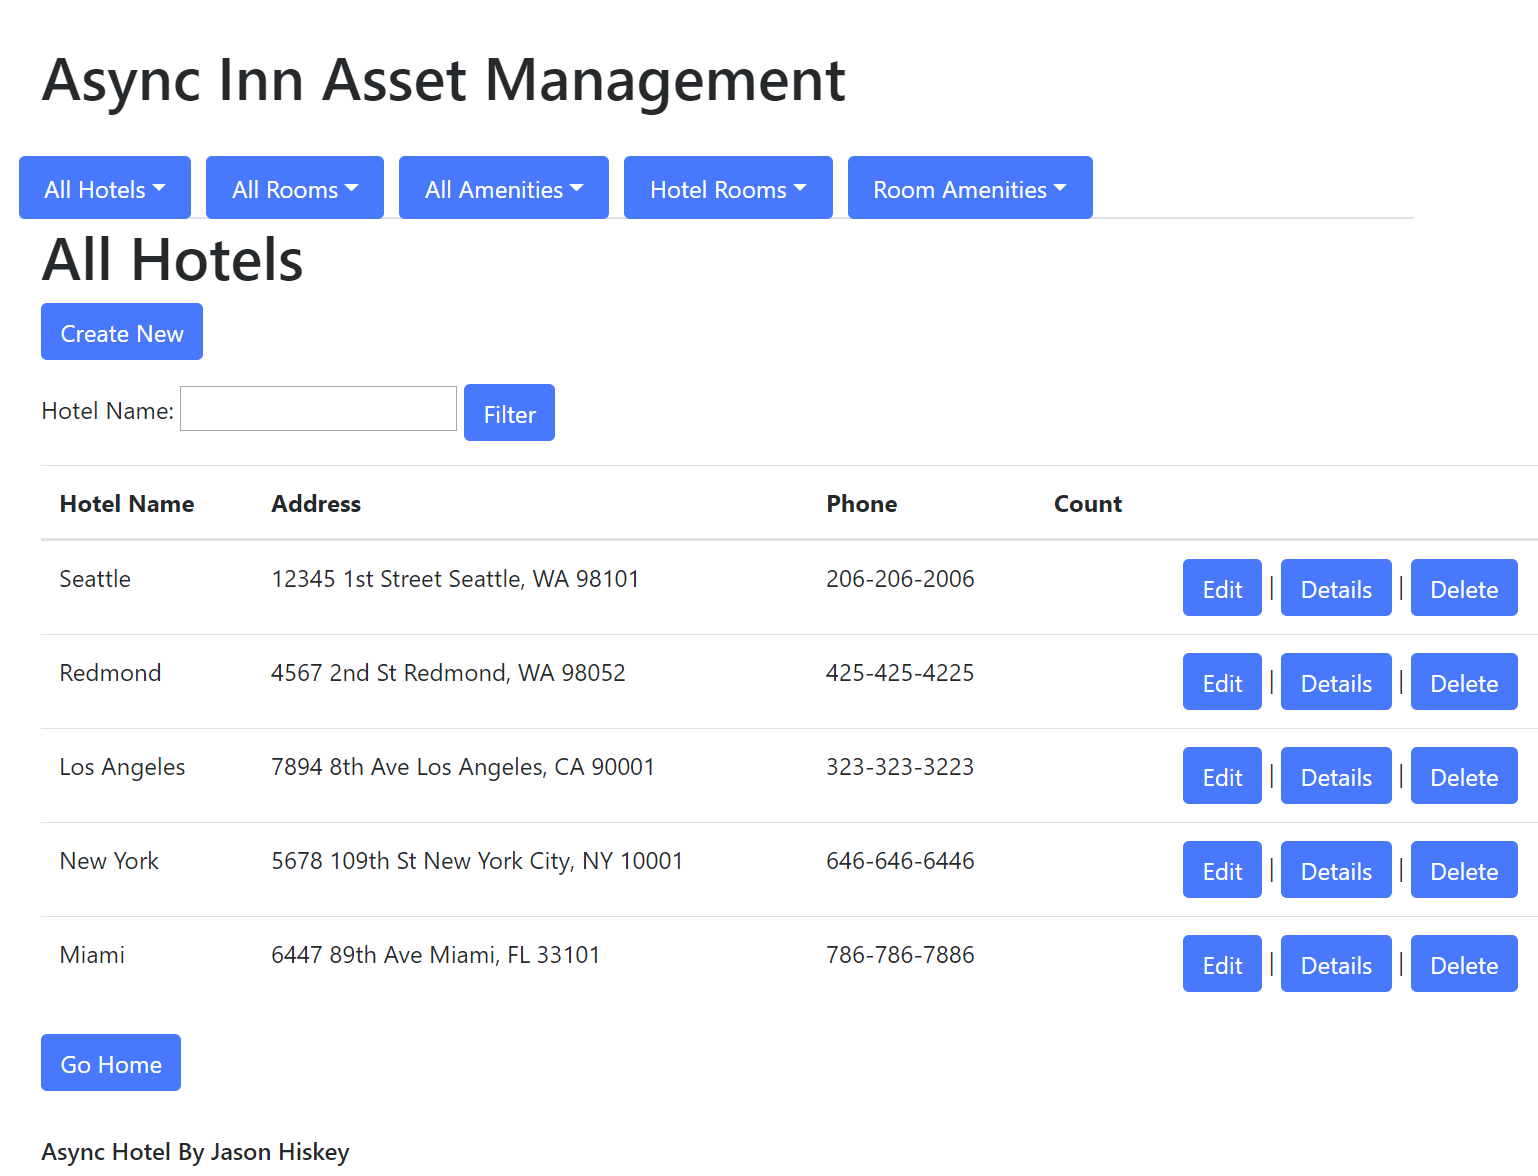 Async Inn Asset Management
All Hotels All Rooms All Amenities Hotel Rooms Room Amenities
All Hotels
Create New
Hotel Name: Filter
Hotel Name Address Phone Count
Seattle 12345 1st Street Seattle, WA 98101 206-206-2006 Edit | Details | Delete
Redmond 4567 2nd St Redmond, WA 98052 425-425-4225 Edit | Details | Delete
Los Angeles 7894 8th Ave Los Angeles, CA 90001 323-323-3223 Edit | Details | Delete
New York 5678 109th St New York City, NY 10001 646-646-6446 Edit | Details | Delete
Miami 6447 89th Ave Miami, FL 33101 786-786-7886 Edit | Details | Delete
Go Home
Async Hotel By Jason Hiskey